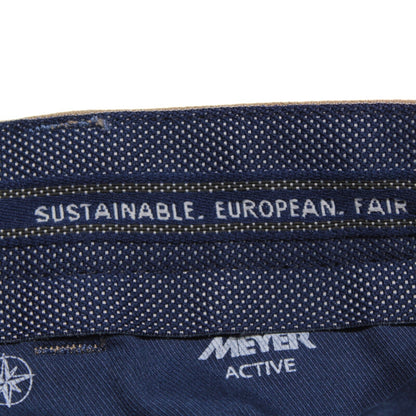 SUSTAINABLE. EUROPEAN. FAIR
MEYER
ACTIVE